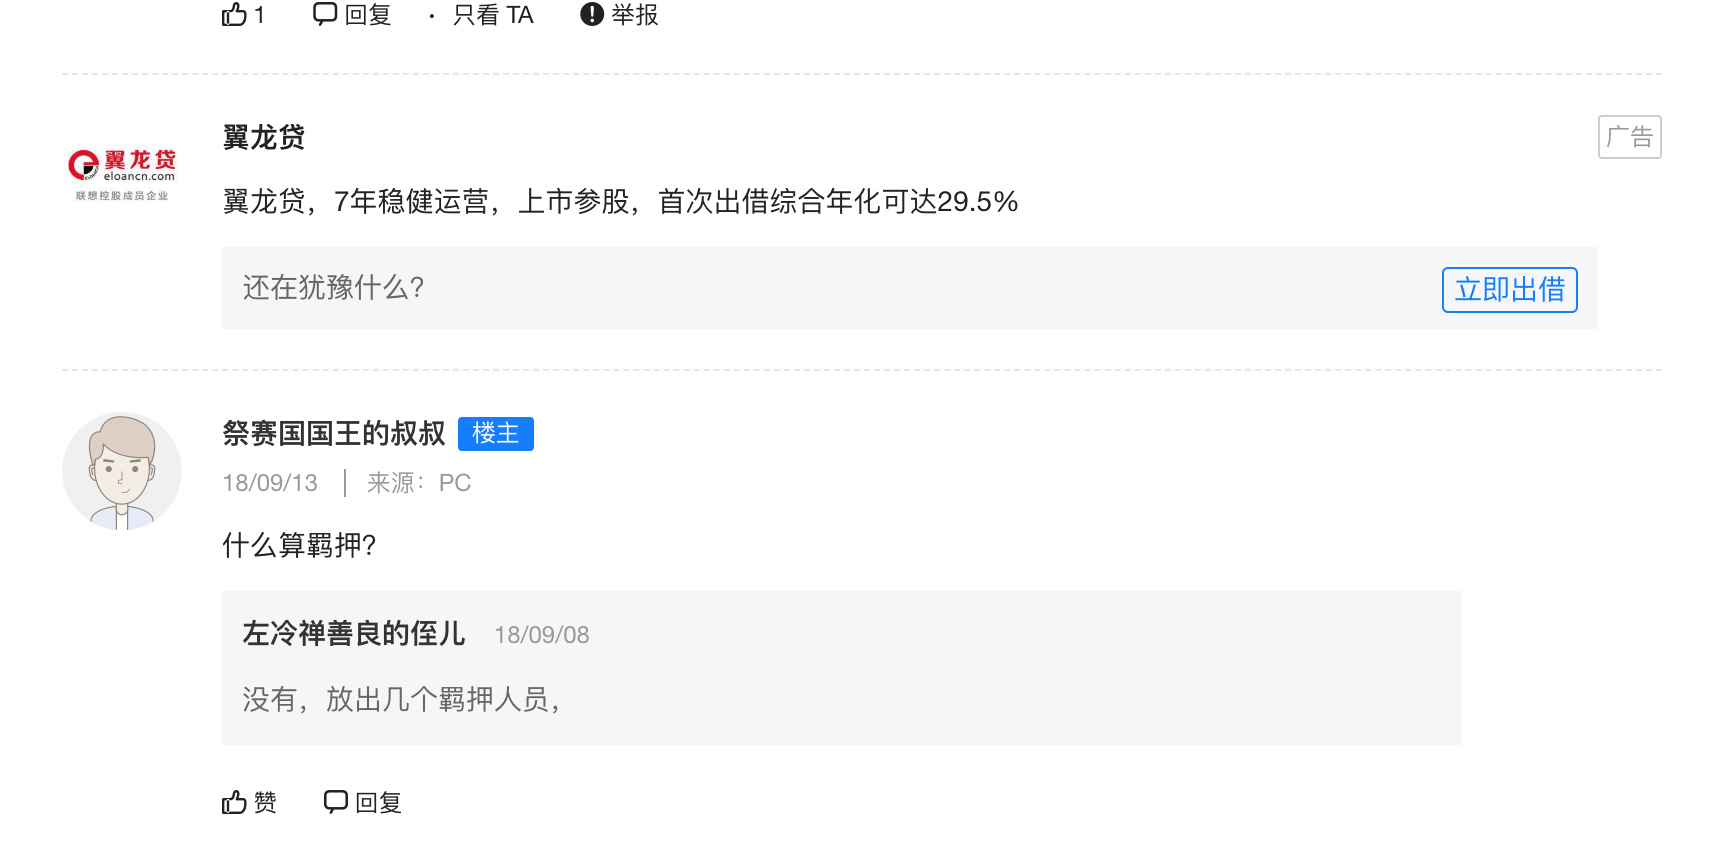 1 回复 · 只看 TA 举报
翼龙贷 广告
翼龙贷
eloancn.com
联想控股成员企业
翼龙贷，7年稳健运营，上市参股，首次出借综合年化可达29.5%
还在犹豫什么? 立即出借
祭赛国国王的叔叔 楼主
18/09/13 | 来源：PC
什么算羁押?
左冷禅善良的侄儿 18/09/08
没有，放出几个羁押人员，
赞 回复